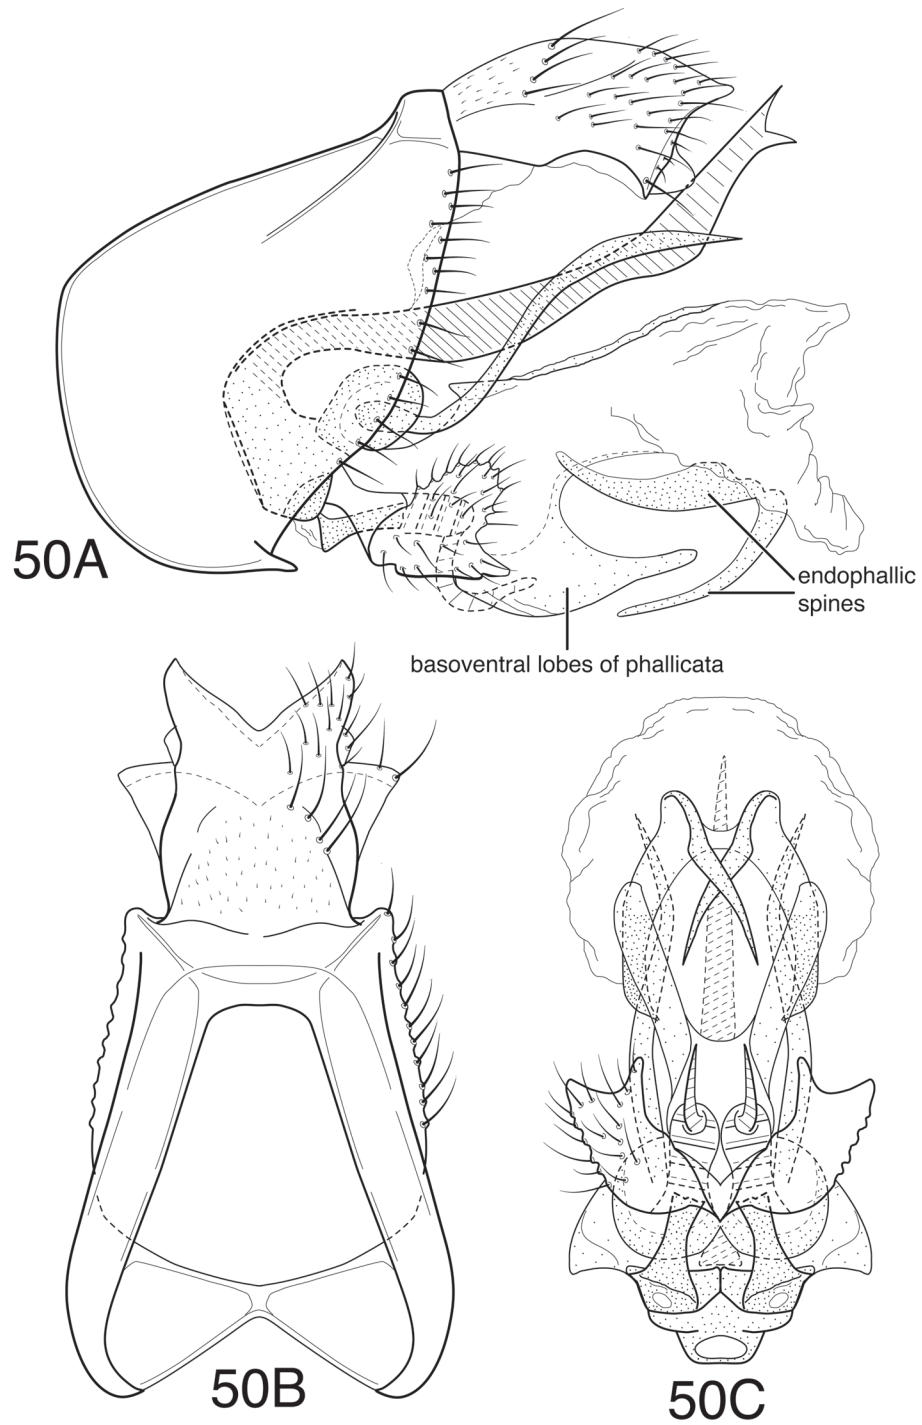 50A
endophallic
spines
basoventral lobes of phallicata
50B
50C